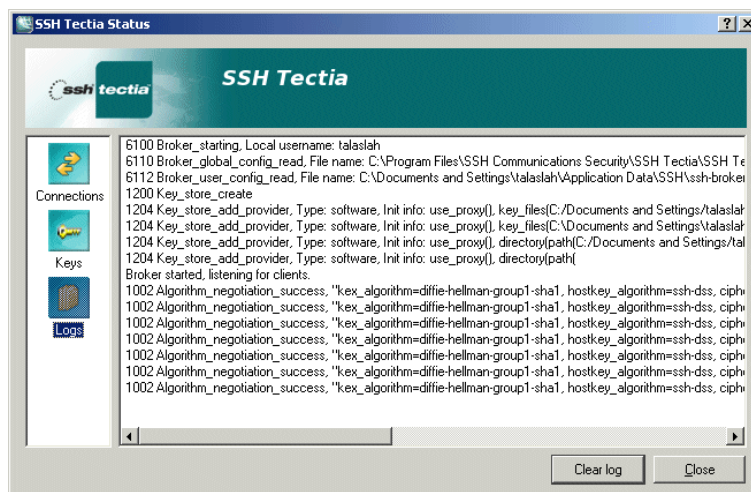 SSH Tectia Status
ssh tectia
SSH Tectia
Connections
Keys
Logs
6100 Broker_starting, Local username: talaslah
6110 Broker_global_config_read, File name: C:\Program Files\SSH Communications Security\SSH Tectia\SSH Te
6112 Broker_user_config_read, File name: C:\Documents and Settings\talaslah\Application Data\SSH\ssh-broker
1200 Key_store_create
1204 Key_store_add_provider, Type: software, Init info: use_proxy(), key_files(C:/Documents and Settings/talaslah
1204 Key_store_add_provider, Type: software, Init info: use_proxy(), key_files(C:\Documents and Settings\talaslah
1204 Key_store_add_provider, Type: software, Init info: use_proxy(), directory(path(C:/Documents and Settings/tal
1204 Key_store_add_provider, Type: software, Init info: use_proxy(), directory(path(
Broker started, listening for clients.
1002 Algorithm_negotiation_success, "kex_algorithm=diffie-hellman-group1-sha1, hostkey_algorithm=ssh-dss, ciph
1002 Algorithm_negotiation_success, "kex_algorithm=diffie-hellman-group1-sha1, hostkey_algorithm=ssh-dss, ciph
1002 Algorithm_negotiation_success, "kex_algorithm=diffie-hellman-group1-sha1, hostkey_algorithm=ssh-dss, ciph
1002 Algorithm_negotiation_success, "kex_algorithm=diffie-hellman-group1-sha1, hostkey_algorithm=ssh-dss, ciph
1002 Algorithm_negotiation_success, "kex_algorithm=diffie-hellman-group1-sha1, hostkey_algorithm=ssh-dss, ciph
1002 Algorithm_negotiation_success, "kex_algorithm=diffie-hellman-group1-sha1, hostkey_algorithm=ssh-dss, ciph
1002 Algorithm_negotiation_success, "kex_algorithm=diffie-hellman-group1-sha1, hostkey_algorithm=ssh-dss, ciph
Clear log
Close